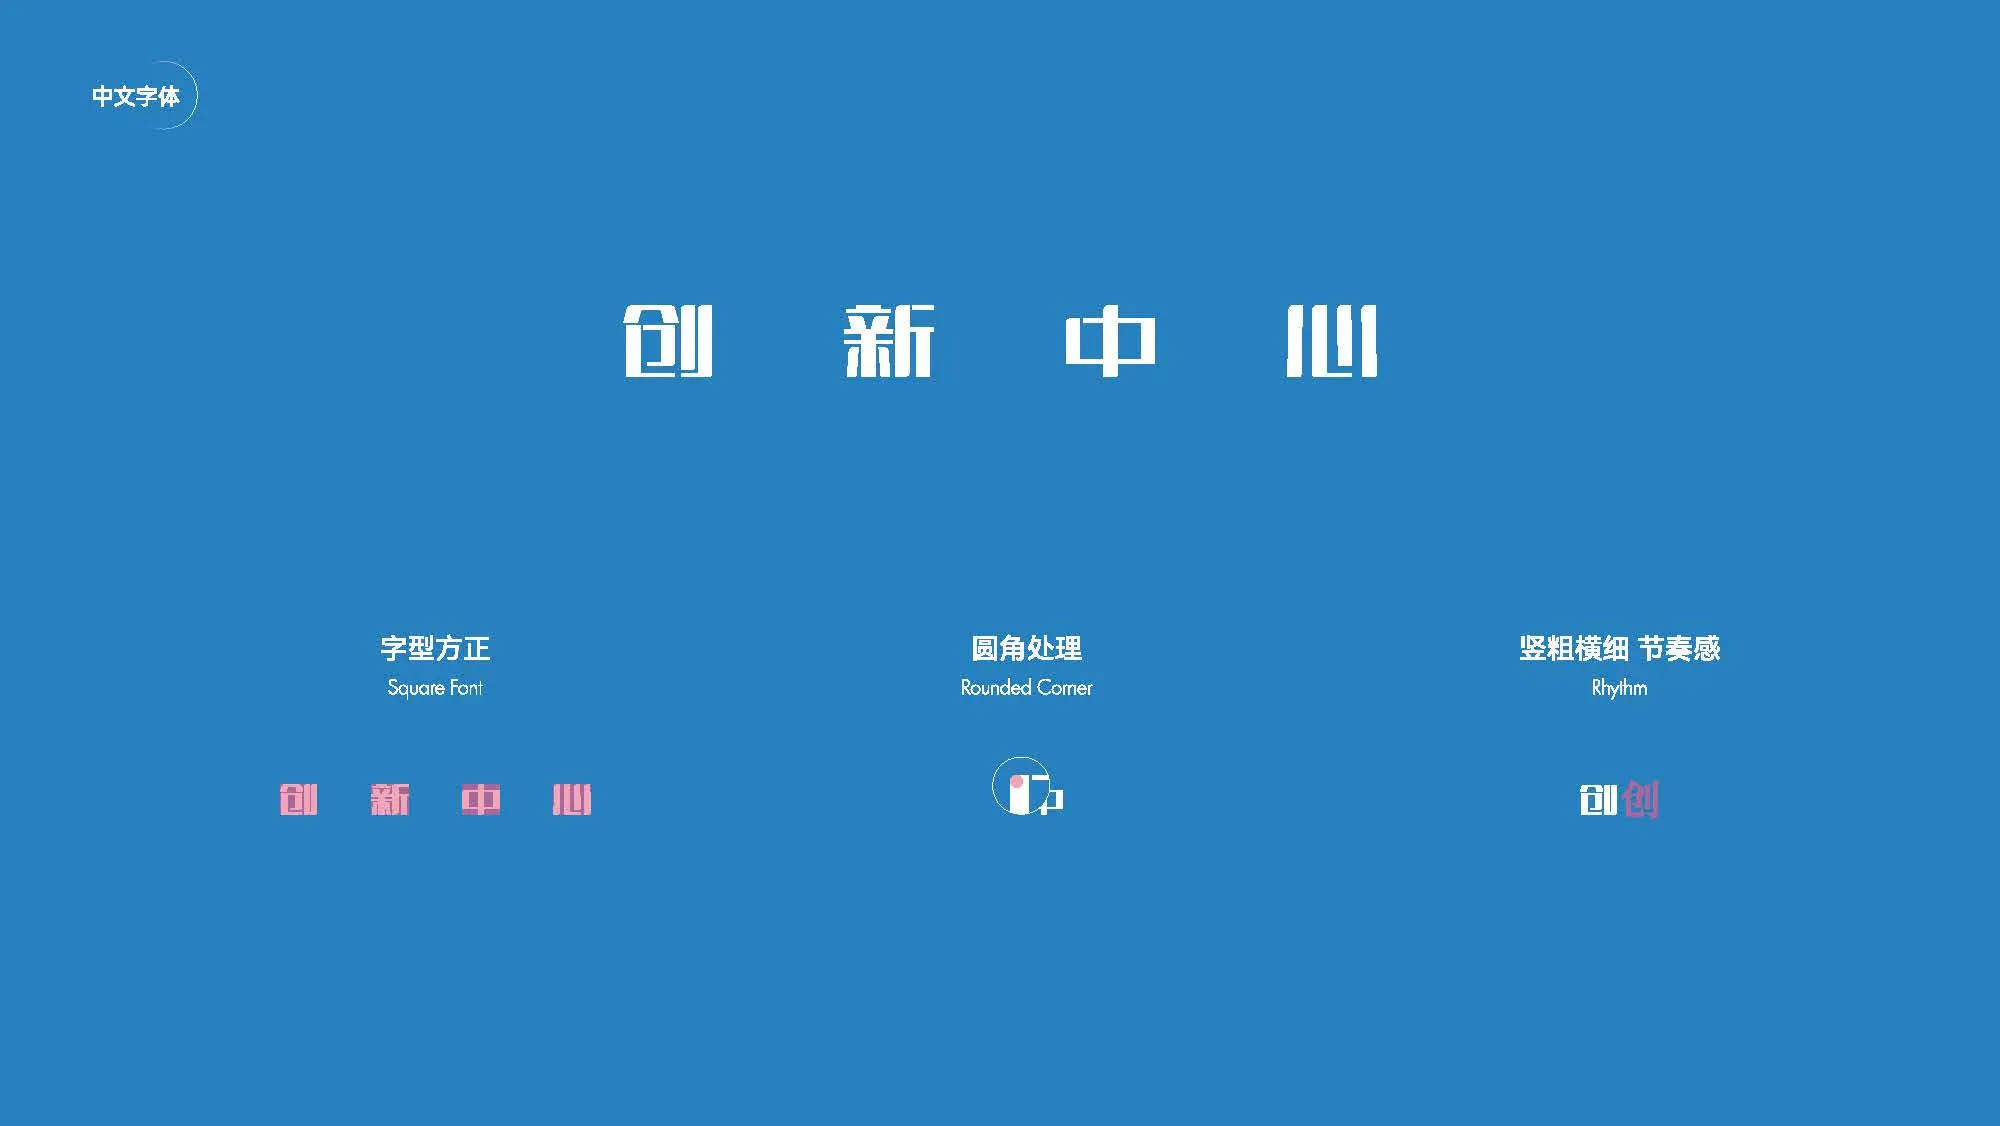 中文字体
创 新 中 心
字型方正
Square Font
创 新 中 心
圆角处理
Rounded Corner
中
竖粗横细 节奏感
Rhythm
创创